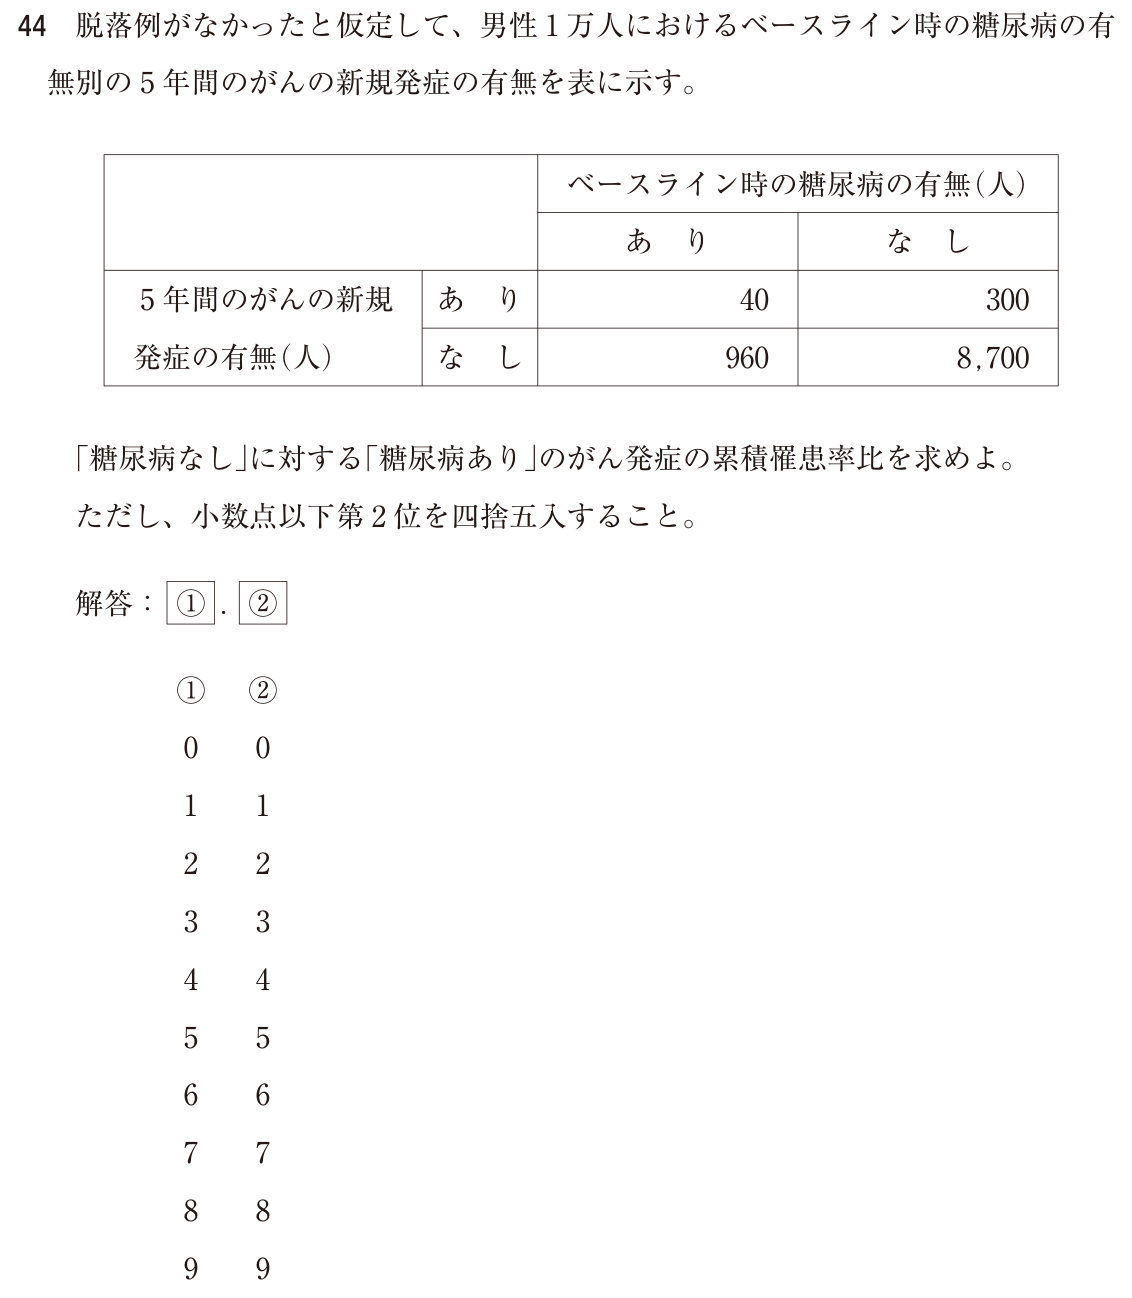 44 脱落例がなかったと仮定して、男性1万人におけるベースライン時の糖尿病の有
無別の5年間のがんの新規発症の有無を表に示す。
ベースライン時の糖尿病の有無(人)
あ り な し
5年間のがんの新規 あ り 40 300
発症の有無(人) な し 960 8,700
「糖尿病なし」に対する「糖尿病あり」のがん発症の累積罹患率比を求めよ。
ただし、小数点以下第2位を四捨五入すること。
解答:①.②
① ②
0 0
1 1
2 2
3 3
4 4
5 5
6 6
7 7
8 8
9 9